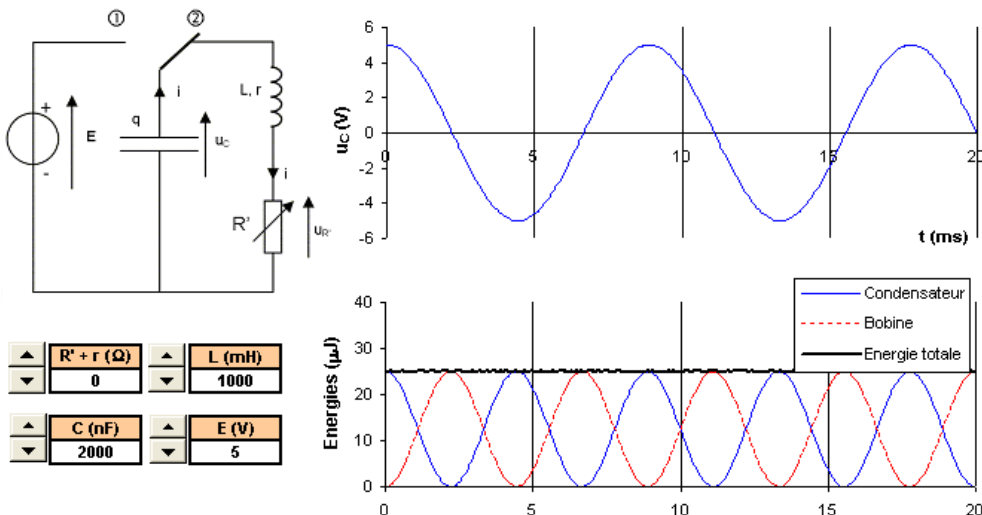 ① ②
+
E
-
q
i
u_C
L, r
i
R'
u_R'
R' + r (Ω)
0
L (mH)
1000
C (nF)
2000
E (V)
5
u_C (V)
6
4
2
0
-2
-4
-6
0 5 10 15 20
t (ms)
Energies (µJ)
40
30
20
10
0
0 5 10 15 20
Condensateur
Bobine
Energie totale